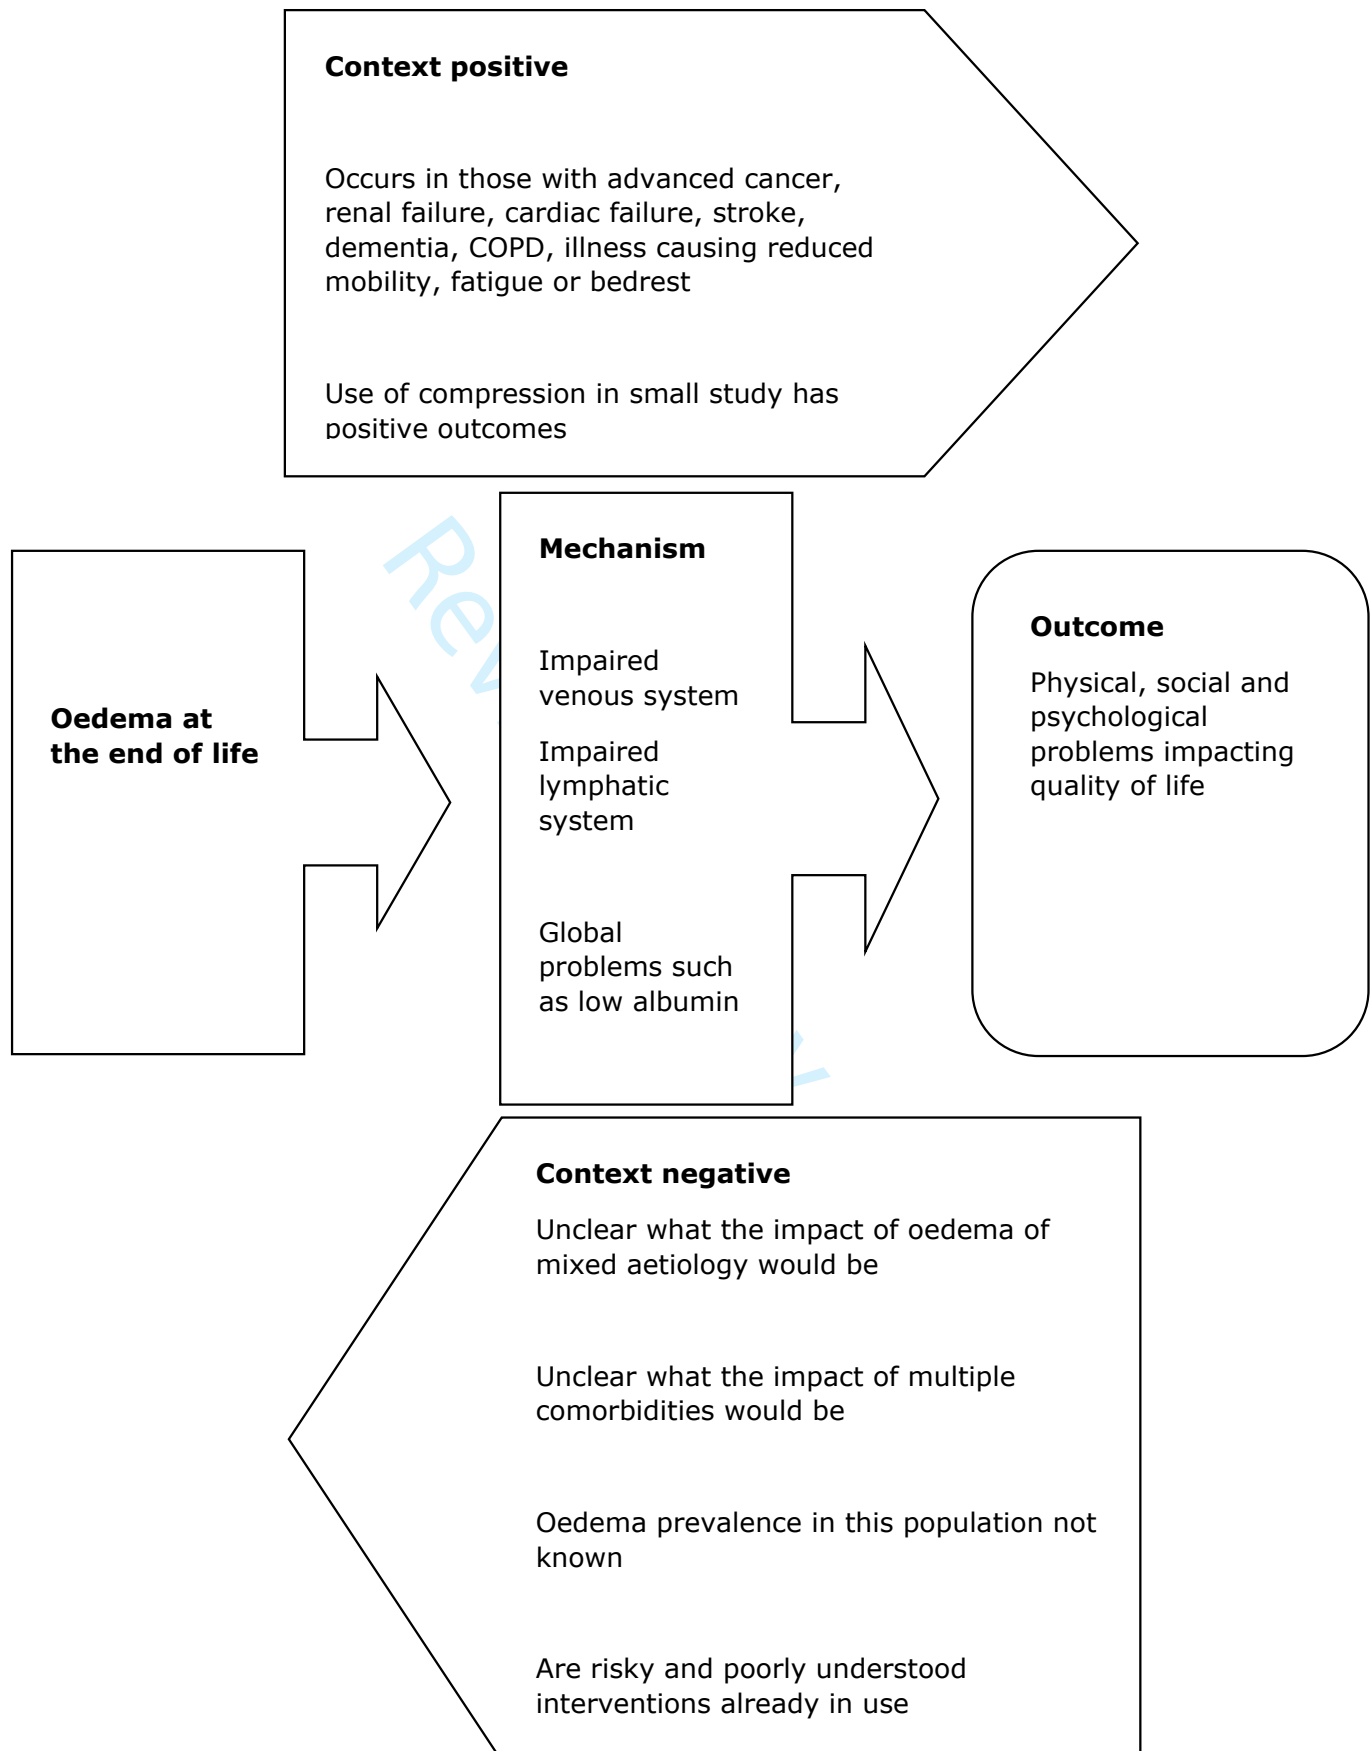 Context positive
Occurs in those with advanced cancer,
renal failure, cardiac failure, stroke,
dementia, COPD, illness causing reduced
mobility, fatigue or bedrest
Use of compression in small study has
positive outcomes
Mechanism
Impaired
venous system
Impaired
lymphatic
system
Global
problems such
as low albumin
Oedema at
the end of life
Outcome
Physical, social and
psychological
problems impacting
quality of life
Context negative
Unclear what the impact of oedema of
mixed aetiology would be
Unclear what the impact of multiple
comorbidities would be
Oedema prevalence in this population not
known
Are risky and poorly understood
interventions already in use